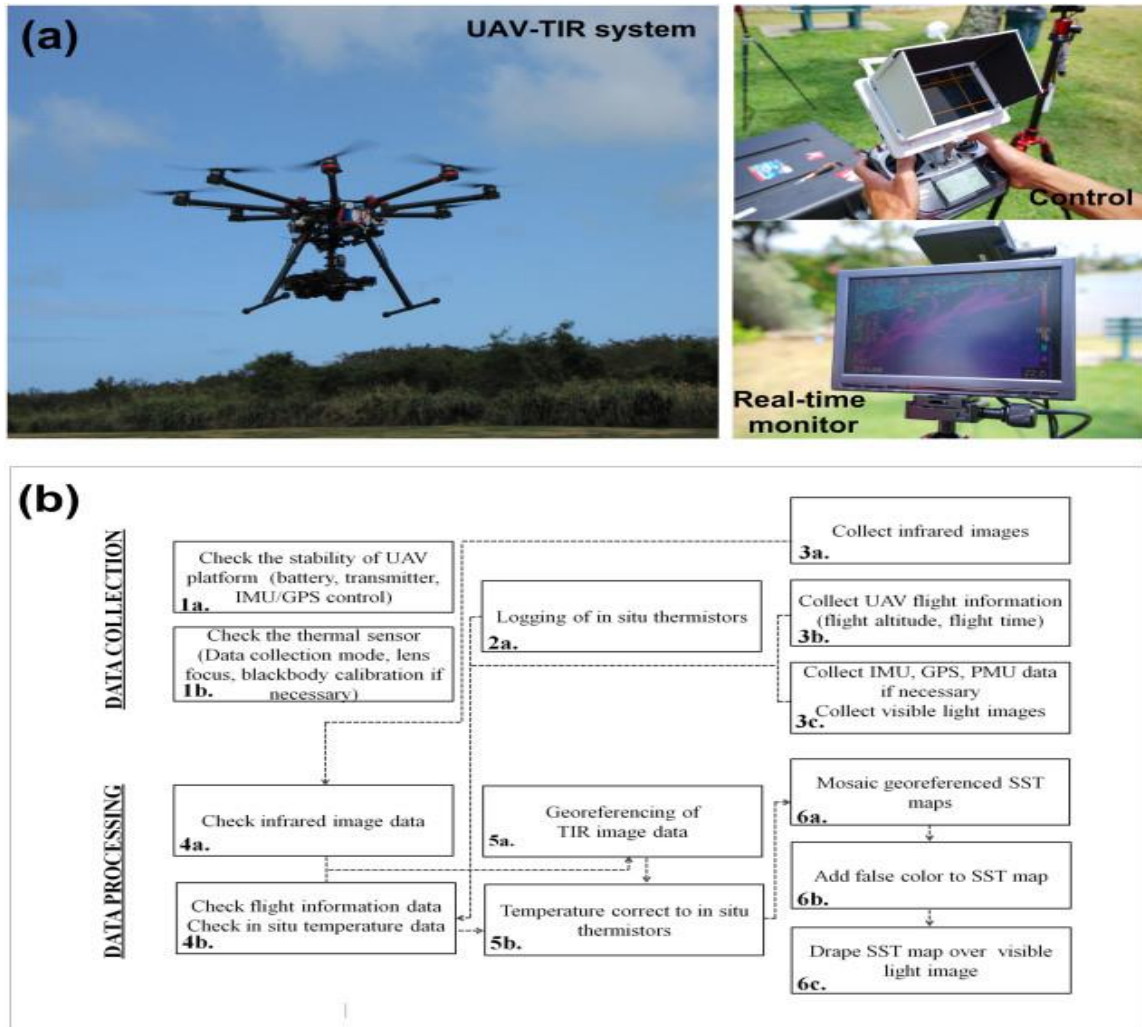 (a)
UAV-TIR system
Control
Real-time
monitor
22.6
(b)
DATA COLLECTION
Check the stability of UAV
platform (battery, transmitter,
IMU/GPS control)
1a.
Check the thermal sensor
(Data collection mode, lens
focus, blackbody calibration if
necessary)
1b.
Logging of in situ thermistors
2a.
Collect infrared images
3a.
Collect UAV flight information
(flight altitude, flight time)
3b.
Collect IMU, GPS, PMU data
if necessary
Collect visible light images
3c.
DATA PROCESSING
Check infrared image data
4a.
Check flight information data
Check in situ temperature data
4b.
Georeferencing of
TIR image data
5a.
Temperature correct to in situ
thermistors
5b.
Mosaic georeferenced SST
maps
6a.
Add false color to SST map
6b.
Drape SST map over visible
light image
6c.